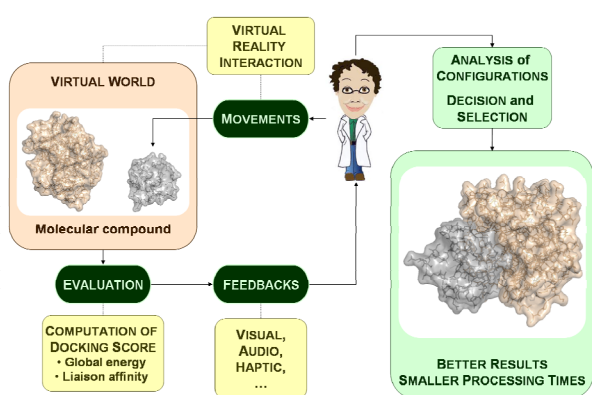 VIRTUAL
REALITY
INTERACTION
VIRTUAL WORLD
Molecular compound
MOVEMENTS
ANALYSIS of
CONFIGURATIONS
DECISION and
SELECTION
EVALUATION
FEEDBACKS
COMPUTATION OF
DOCKING SCORE
• Global energy
• Liaison affinity
VISUAL,
AUDIO,
HAPTIC,
...
BETTER RESULTS
SMALLER PROCESSING TIMES